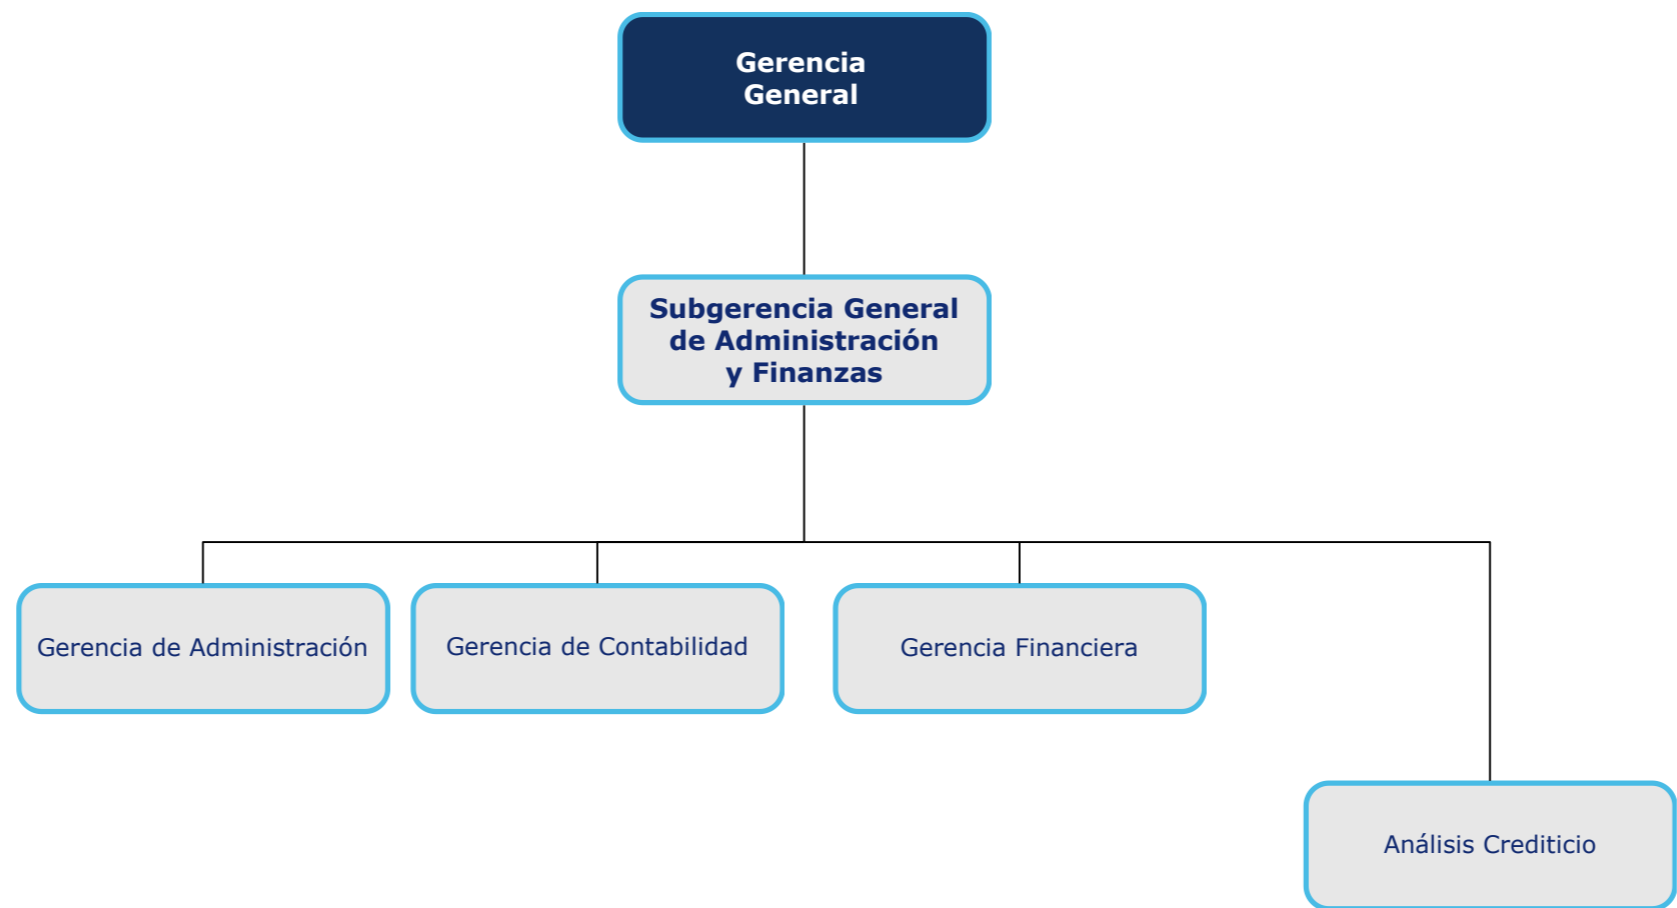 Gerencia
General
Subgerencia General
de Administración
y Finanzas
Gerencia de Administración
Gerencia de Contabilidad
Gerencia Financiera
Análisis Crediticio